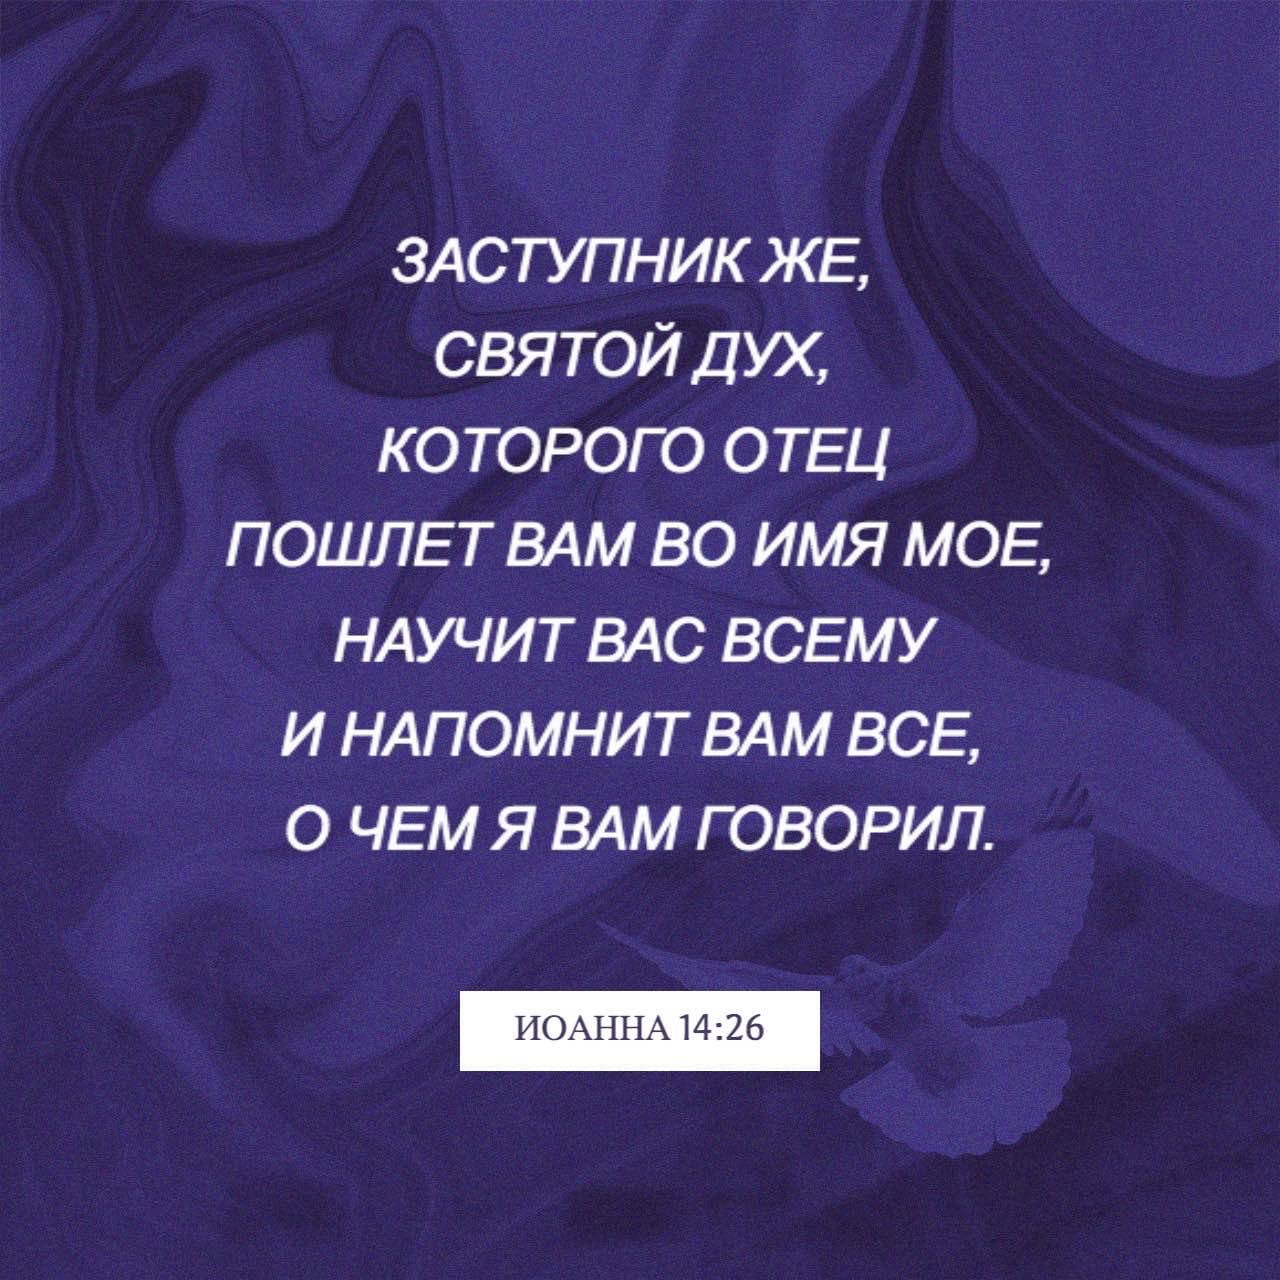 ЗАСТУПНИК ЖЕ,
СВЯТОЙ ДУХ,
КОТОРОГО ОТЕЦ
ПОШЛЕТ ВАМ ВО ИМЯ МОЕ,
НАУЧИТ ВАС ВСЕМУ
И НАПОМНИТ ВАМ ВСЕ,
О ЧЕМ Я ВАМ ГОВОРИЛ.
ИОАННА 14:26